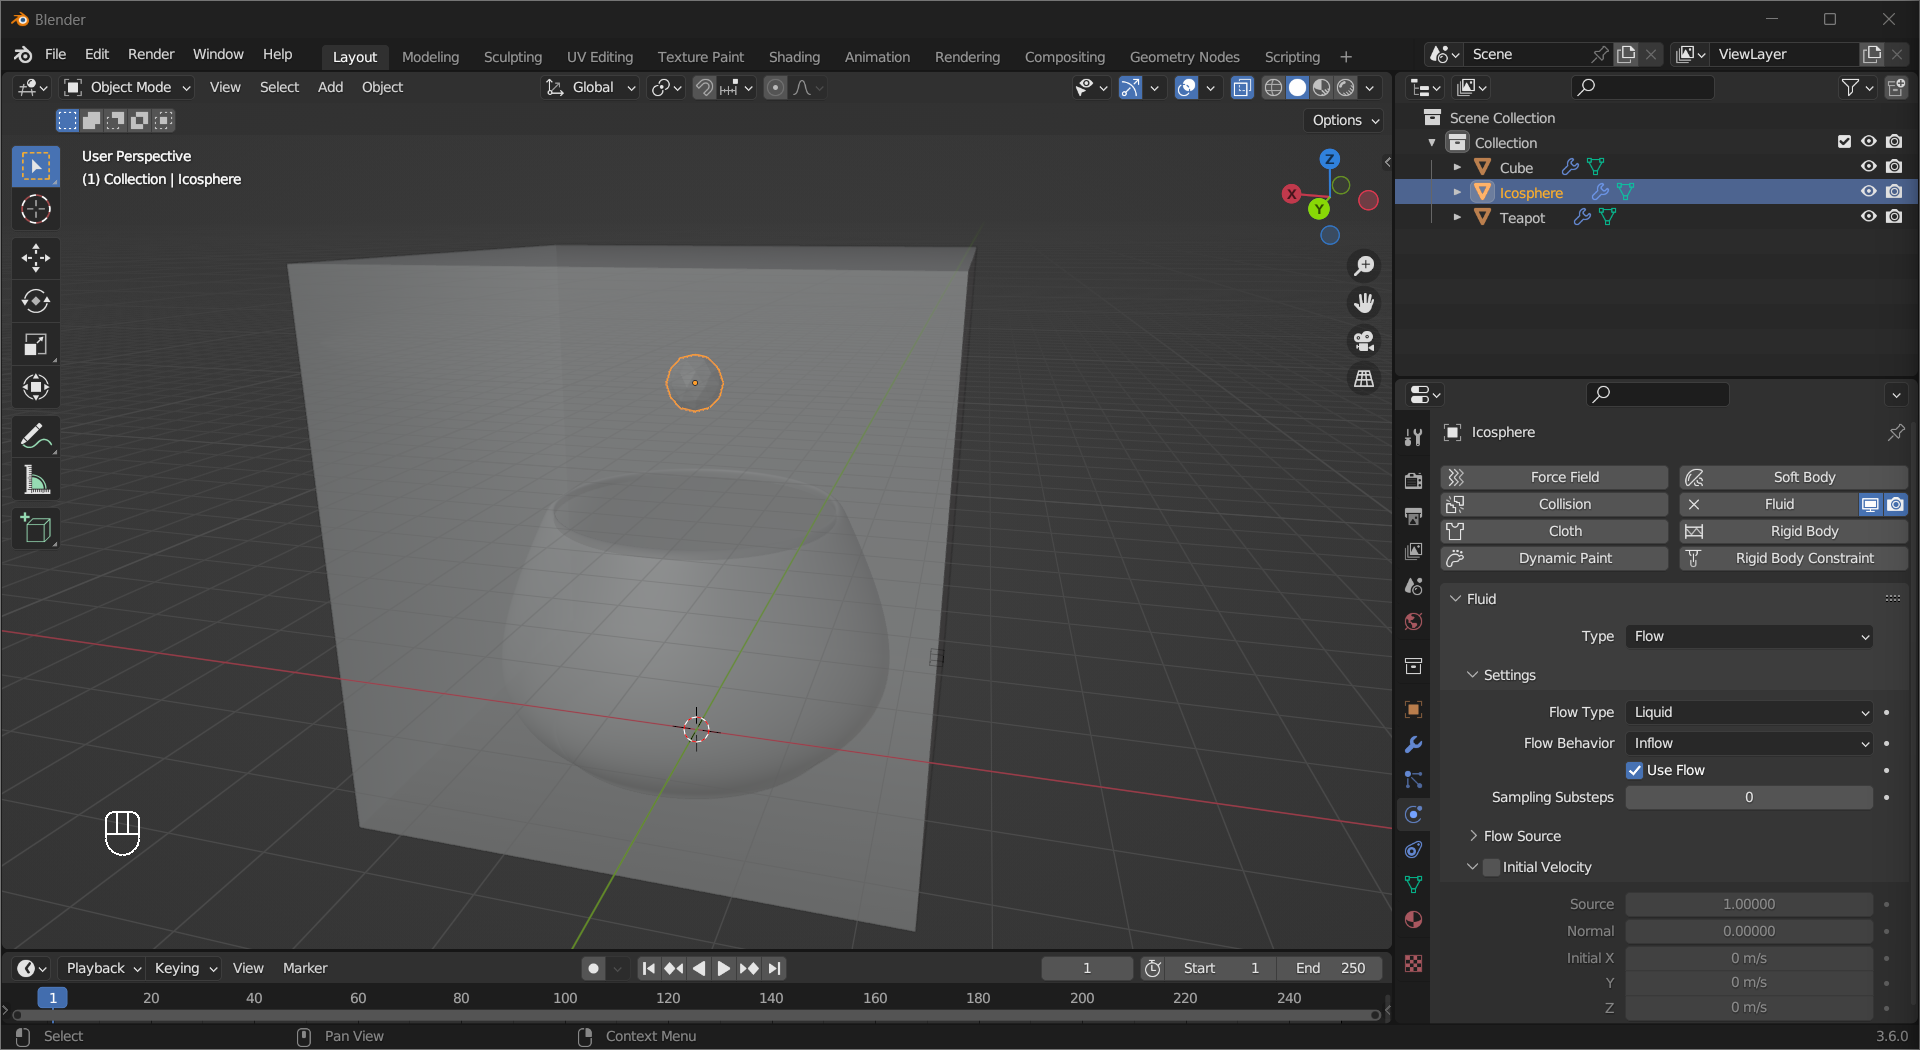 Blender
File Edit Render Window Help Layout Modeling Sculpting UV Editing Texture Paint Shading Animation Rendering Compositing Geometry Nodes Scripting + Scene ViewLayer
Object Mode View Select Add Object Global
Options
User Perspective
(1) Collection | Icosphere
Z
X
Y
Scene Collection
Collection
Cube
Icosphere
Teapot
Icosphere
Force Field Soft Body
Collision Fluid
Cloth Rigid Body
Dynamic Paint Rigid Body Constraint
Fluid
Type Flow
Settings
Flow Type Liquid
Flow Behavior Inflow
Use Flow
Sampling Substeps 0
Flow Source
Initial Velocity
Source 1.00000
Normal 0.00000
Initial X 0 m/s
Y 0 m/s
Z 0 m/s
Playback Keying View Marker 1 Start 1 End 250
1 20 40 60 80 100 120 140 160 180 200 220 240
Select Pan View Context Menu 3.6.0